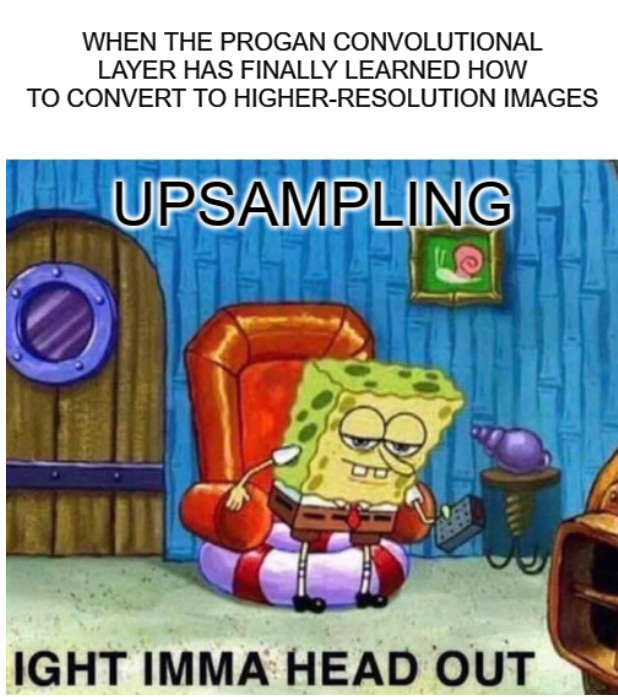 WHEN THE PROGAN CONVOLUTIONAL
LAYER HAS FINALLY LEARNED HOW
TO CONVERT TO HIGHER-RESOLUTION IMAGES
UPSAMPLING
IGHT IMMA HEAD OUT